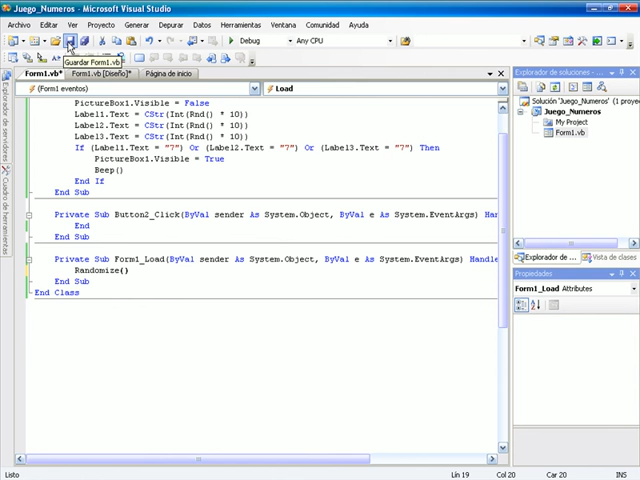 Juego_Numeros - Microsoft Visual Studio
Archivo Editar Ver Proyecto Generar Depurar Datos Herramientas Ventana Comunidad Ayuda
Debug Any CPU
Guardar Form1.vb
Form1.vb* Form1.vb [Diseño]* Página de inicio
(Form1 eventos) Load
PictureBox1.Visible = False
Label1.Text = CStr(Int(Rnd() * 10))
Label2.Text = CStr(Int(Rnd() * 10))
Label3.Text = CStr(Int(Rnd() * 10))
If (Label1.Text = "7") Or (Label2.Text = "7") Or (Label3.Text = "7") Then
PictureBox1.Visible = True
Beep()
End If
End Sub
Private Sub Button2_Click(ByVal sender As System.Object, ByVal e As System.EventArgs) Han
End
End Sub
Private Sub Form1_Load(ByVal sender As System.Object, ByVal e As System.EventArgs) Handle
Randomize()
End Sub
End Class
Explorador de servidores
Cuadro de herramientas
Explorador de soluciones - Form1.vb
Solución 'Juego_Numeros' (1 proyec
Juego_Numeros
My Project
Form1.vb
Explorador de ... Vista de clases
Propiedades
Form1_Load Attributes
Listo Lín 19 Col 20 Car 20 INS